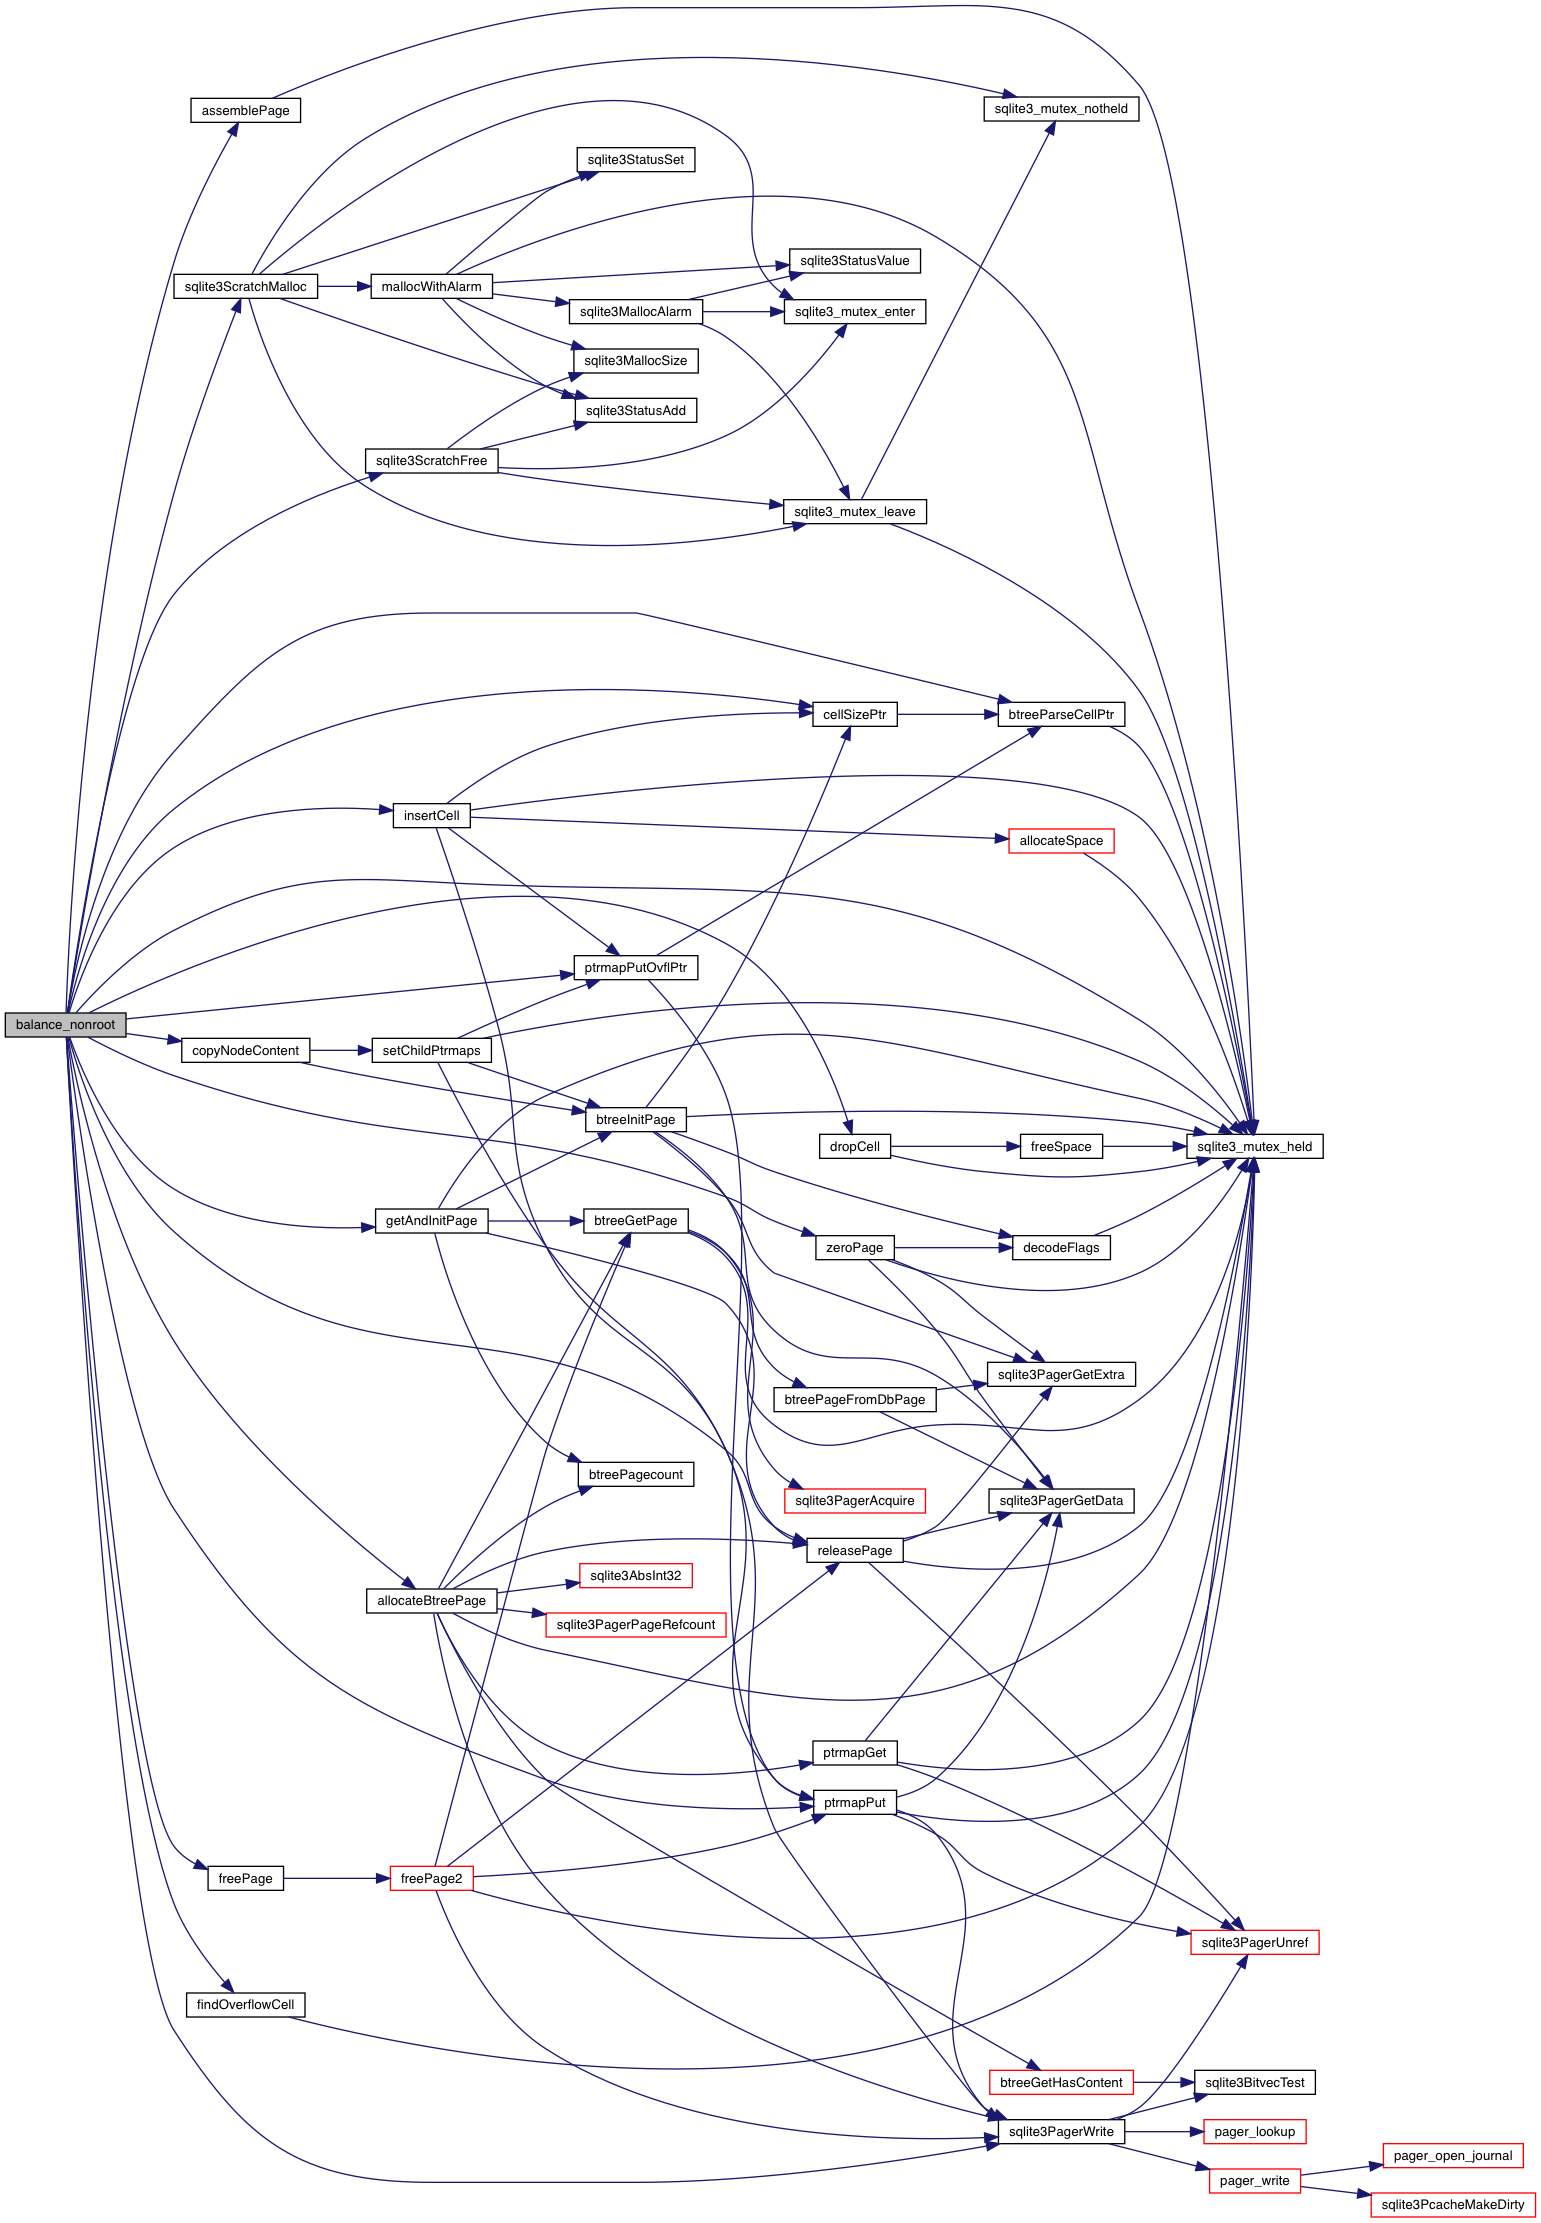 assemblePage
sqlite3_mutex_notheld
sqlite3StatusSet
sqlite3StatusValue
sqlite3ScratchMalloc
mallocWithAlarm
sqlite3MallocAlarm
sqlite3_mutex_enter
sqlite3MallocSize
sqlite3StatusAdd
sqlite3ScratchFree
sqlite3_mutex_leave
cellSizePtr
btreeParseCellPtr
insertCell
allocateSpace
ptrmapPutOvflPtr
balance_nonroot
copyNodeContent
setChildPtrmaps
btreeInitPage
dropCell
freeSpace
sqlite3_mutex_held
getAndInitPage
btreeGetPage
zeroPage
decodeFlags
sqlite3PagerGetExtra
btreePageFromDbPage
btreePagecount
sqlite3PagerAcquire
sqlite3PagerGetData
releasePage
sqlite3AbsInt32
allocateBtreePage
sqlite3PagerPageRefcount
ptrmapGet
ptrmapPut
freePage
freePage2
sqlite3PagerUnref
findOverflowCell
btreeGetHasContent
sqlite3BitvecTest
sqlite3PagerWrite
pager_lookup
pager_open_journal
pager_write
sqlite3PcacheMakeDirty